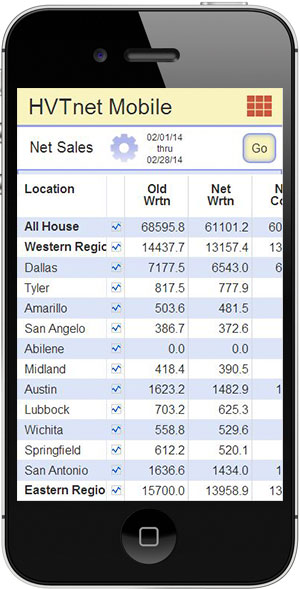 HVTnet Mobile
Net Sales 02/01/14 thru 02/28/14 Go
Location Old Wrtn Net Wrtn N Co
All House 68595.8 61101.2 60
Western Regio 14437.7 13157.4 13
Dallas 7177.5 6543.0 6
Tyler 817.5 777.9
Amarillo 503.6 481.5
San Angelo 386.7 372.6
Abilene 0.0 0.0
Midland 418.4 390.5
Austin 1623.2 1482.9 1
Lubbock 703.2 625.3
Wichita 558.8 529.6
Springfield 612.2 520.1
San Antonio 1636.6 1434.0 1
Eastern Regio 15700.0 13958.9 13